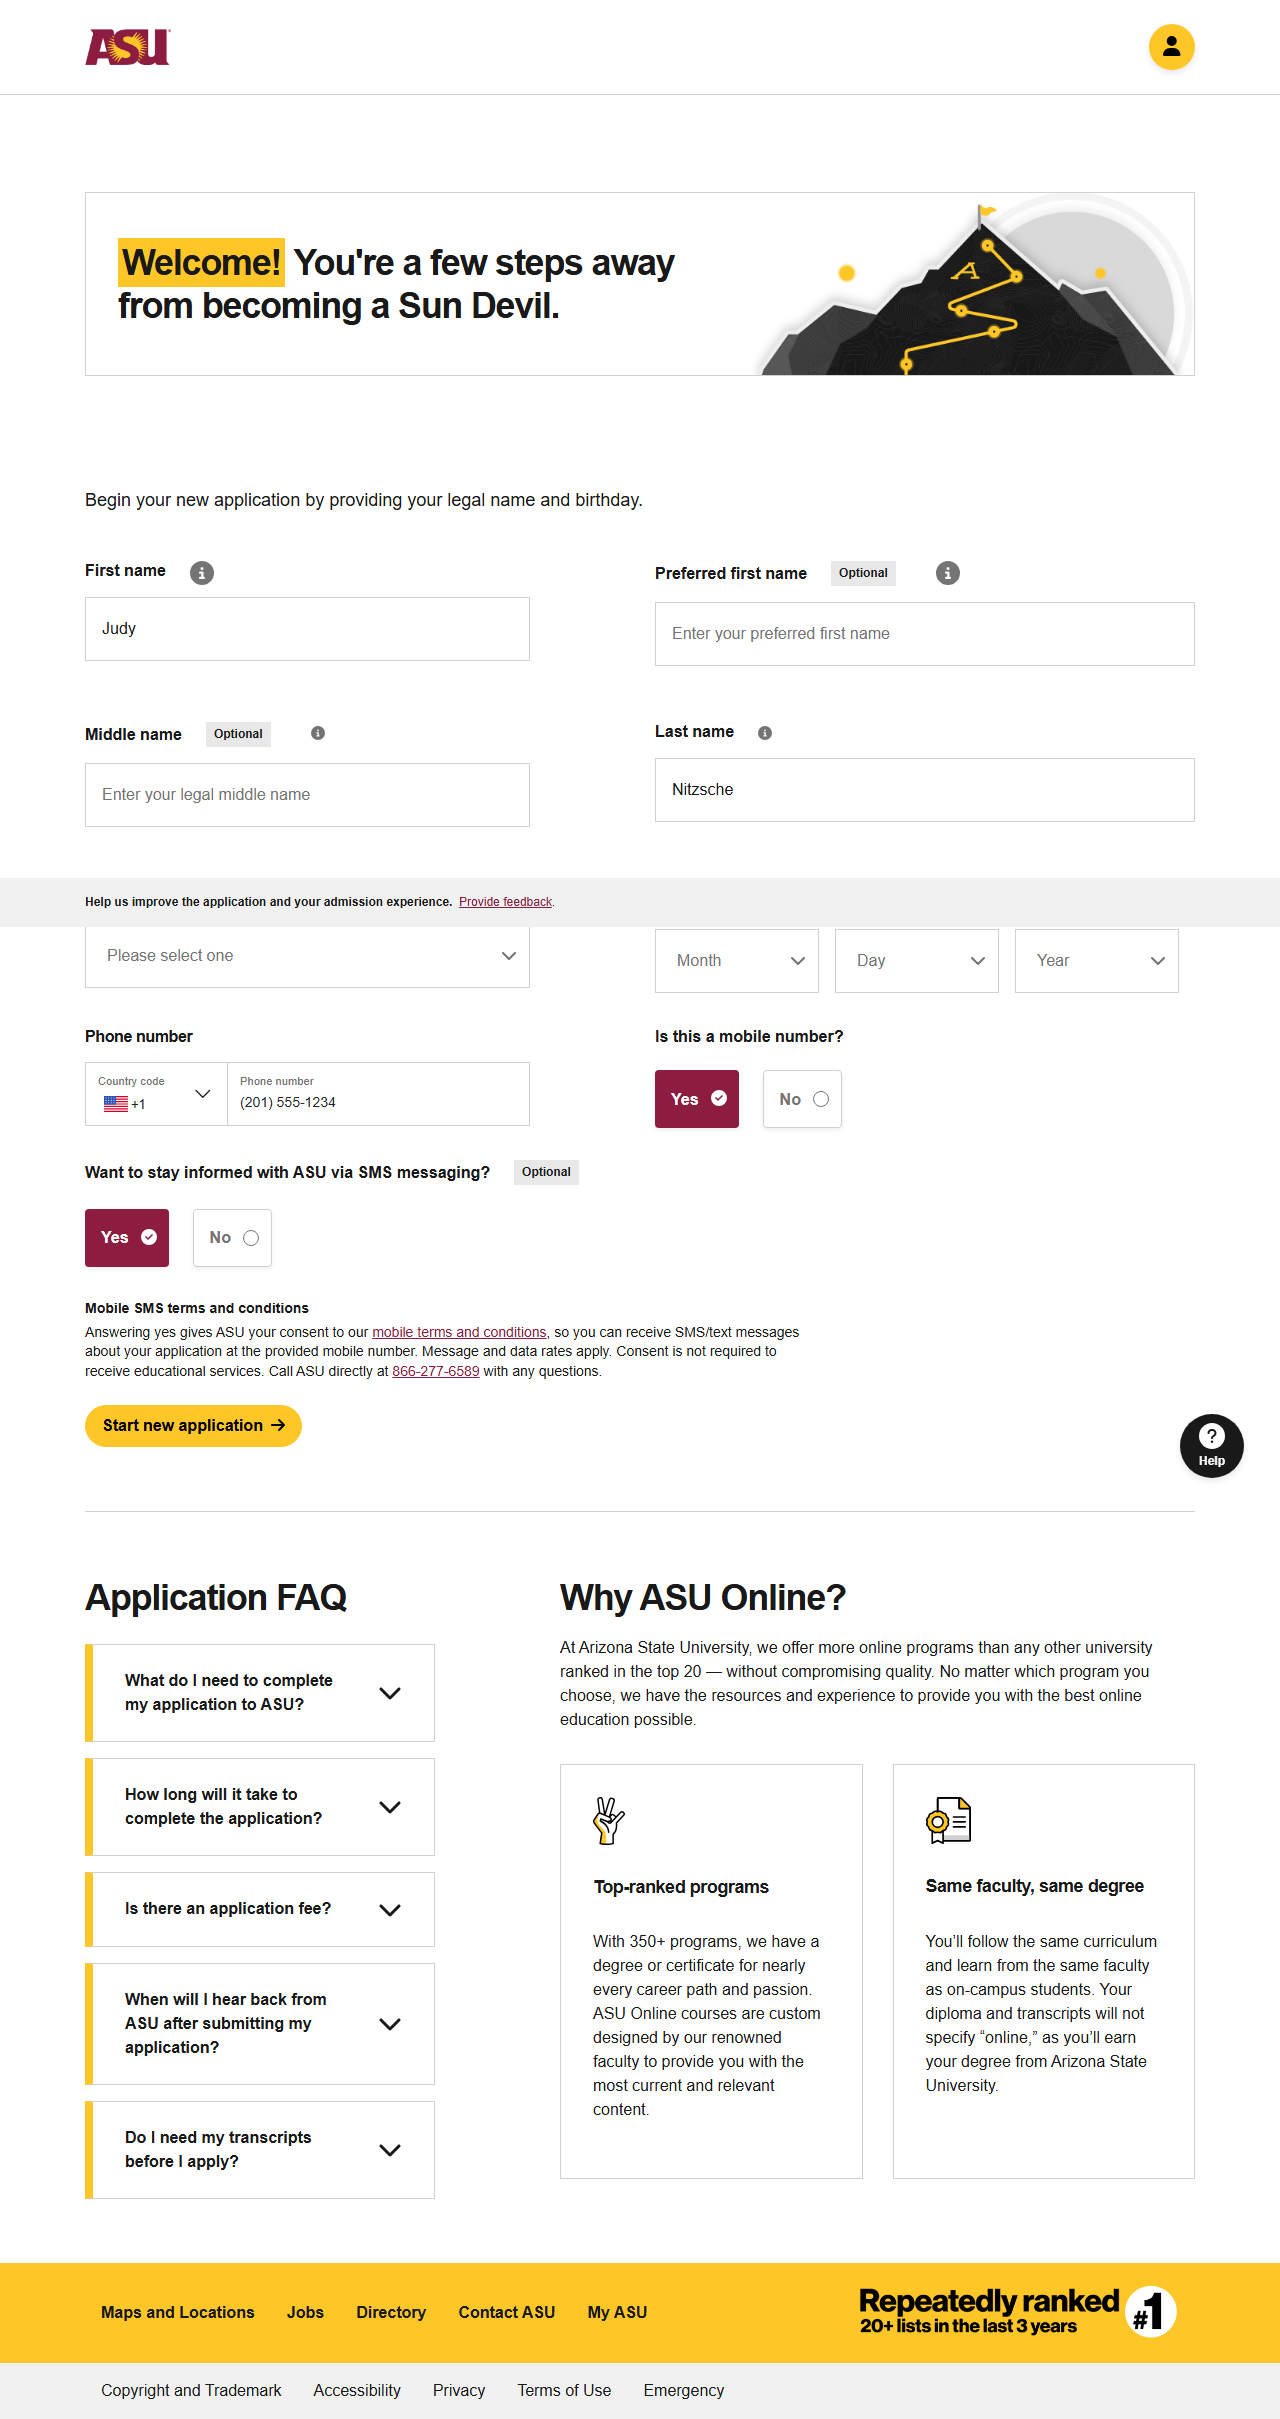 ASU
Welcome! You're a few steps away
from becoming a Sun Devil.
A
Begin your new application by providing your legal name and birthday.
First name
Judy
Preferred first name Optional
Enter your preferred first name
Middle name Optional
Enter your legal middle name
Last name
Nitzsche
Help us improve the application and your admission experience. Provide feedback.
Please select one
Month Day Year
Phone number
Country code
+1
Phone number
(201) 555-1234
Is this a mobile number?
Yes No
Want to stay informed with ASU via SMS messaging? Optional
Yes No
Mobile SMS terms and conditions
Answering yes gives ASU your consent to our mobile terms and conditions, so you can receive SMS/text messages
about your application at the provided mobile number. Message and data rates apply. Consent is not required to
receive educational services. Call ASU directly at 866-277-6589 with any questions.
Start new application
Help
Application FAQ
What do I need to complete
my application to ASU?
How long will it take to
complete the application?
Is there an application fee?
When will I hear back from
ASU after submitting my
application?
Do I need my transcripts
before I apply?
Why ASU Online?
At Arizona State University, we offer more online programs than any other university
ranked in the top 20 — without compromising quality. No matter which program you
choose, we have the resources and experience to provide you with the best online
education possible.
Top-ranked programs
With 350+ programs, we have a
degree or certificate for nearly
every career path and passion.
ASU Online courses are custom
designed by our renowned
faculty to provide you with the
most current and relevant
content.
Same faculty, same degree
You’ll follow the same curriculum
and learn from the same faculty
as on-campus students. Your
diploma and transcripts will not
specify “online,” as you’ll earn
your degree from Arizona State
University.
Maps and Locations Jobs Directory Contact ASU My ASU
Repeatedly ranked
20+ lists in the last 3 years
#1
Copyright and Trademark Accessibility Privacy Terms of Use Emergency